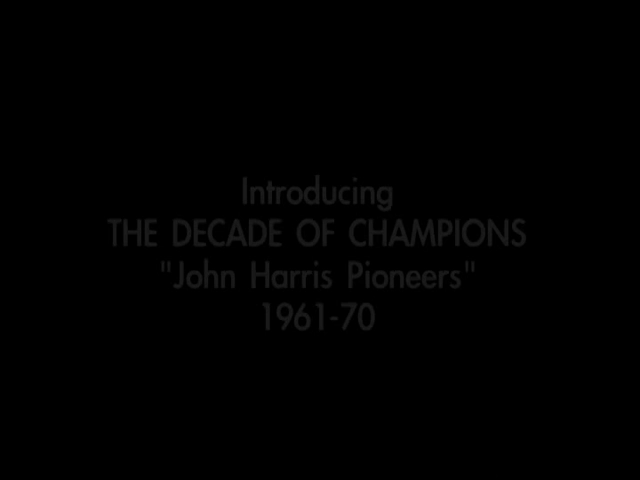 Introducing
THE DECADE OF CHAMPIONS
"John Harris Pioneers"
1961-70